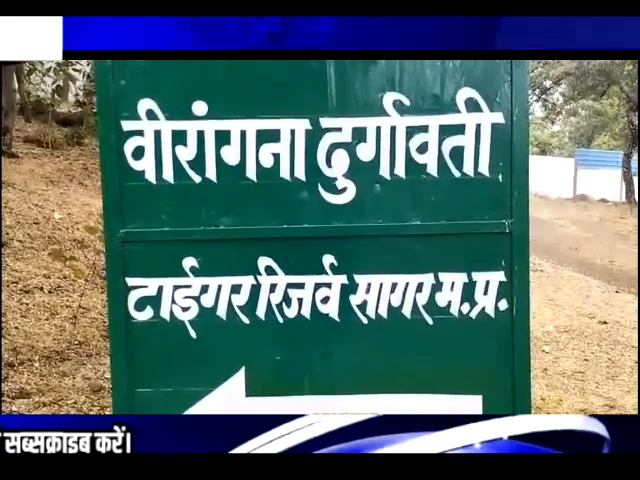 वीरांगना दुर्गावती
टाईगर रिजर्व सागर म.प्र.
सब्सक्राइब करें।